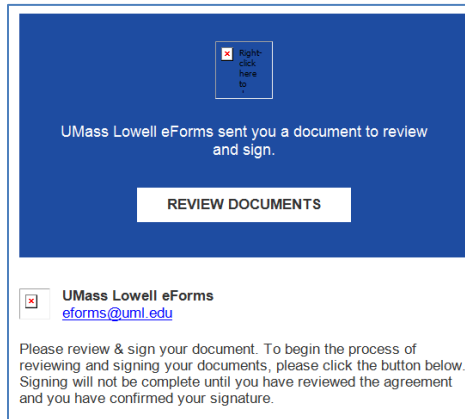 Right-
click
here
to
UMass Lowell eForms sent you a document to review
and sign.
REVIEW DOCUMENTS
UMass Lowell eForms
eforms@uml.edu
Please review & sign your document. To begin the process of
reviewing and signing your documents, please click the button below.
Signing will not be complete until you have reviewed the agreement
and you have confirmed your signature.